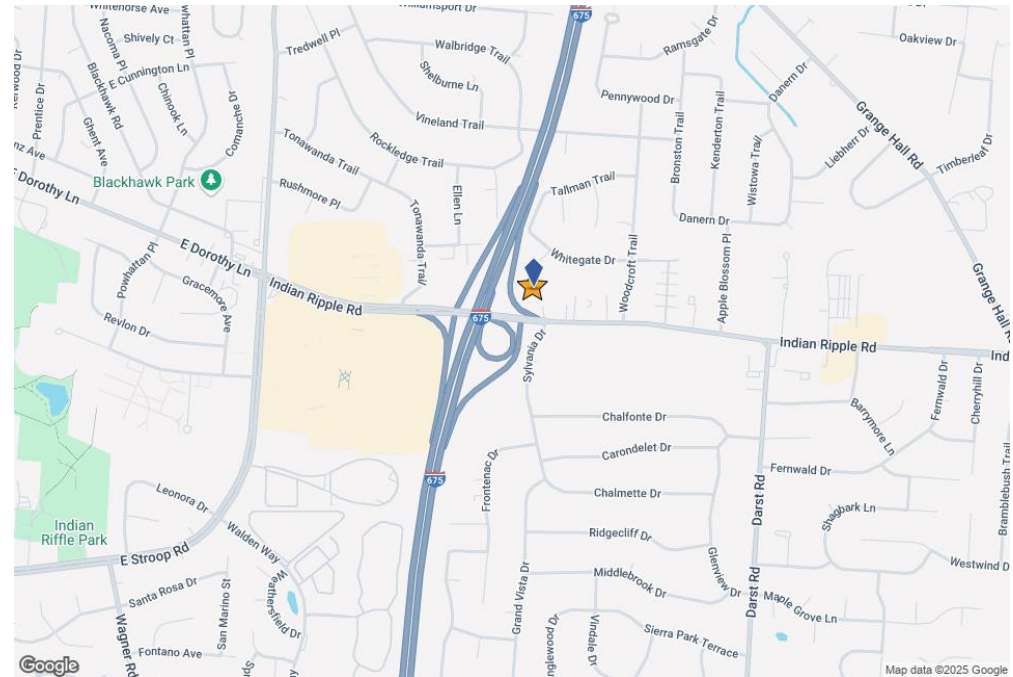 Williamsport Dr
675
Whitehorse Ave
Shively Ct
Nacoma Pl
Powhattan Pl
E Cunnington Ln
Blackhawk Rd
Chinook Ln
Ghent Ave
Comanche Dr
Prentice Dr
Tredwell Pl
Walbridge Trail
Shelburne Ln
Vineland Trail
Ramsgate Dr
Oakview Dr
Pennywood Dr
Danern Dr
Grange Hall Rd
Bronston Trail
Kenderton Trail
Wistowa Trail
Liebherr Dr
Timberleaf Dr
Tonawanda Trail
Rockledge Trail
Rushmore Pl
Ellen Ln
Tallman Trail
Blackhawk Park
E Dorothy Ln
Tonawanda Trail
Danern Dr
Whitegate Dr
Woodcroft Trail
Apple Blossom Pl
Grange Hall Rd
Powhattan Pl
E Dorothy Ln
Gracemore Ave
Indian Ripple Rd
Revlon Dr
675
Sylvania Dr
Indian Ripple Rd
Ind
Fernwald Dr
Cherryhill Dr
Barrymore Ln
Chalfonte Dr
Carondelet Dr
Chalmette Dr
Fernwald Dr
Bramblebush Trail
Frontenac Dr
675
Darst Rd
Shagbark Ln
Leonora Dr
Indian
Riffle Park
Walden Way
E Stroop Rd
Ridgecliff Dr
Westwind D
Middlebrook Dr
Glenview Dr
Maple Grove Ln
Darst Rd
Santa Rosa Dr
San Marino St
Weathersfield Dr
Grand Vista Dr
Wagner Rd
Fontano Ave
Vindale Dr
Sierra Park Terrace
nglewood Dr
Google
Map data ©2025 Google